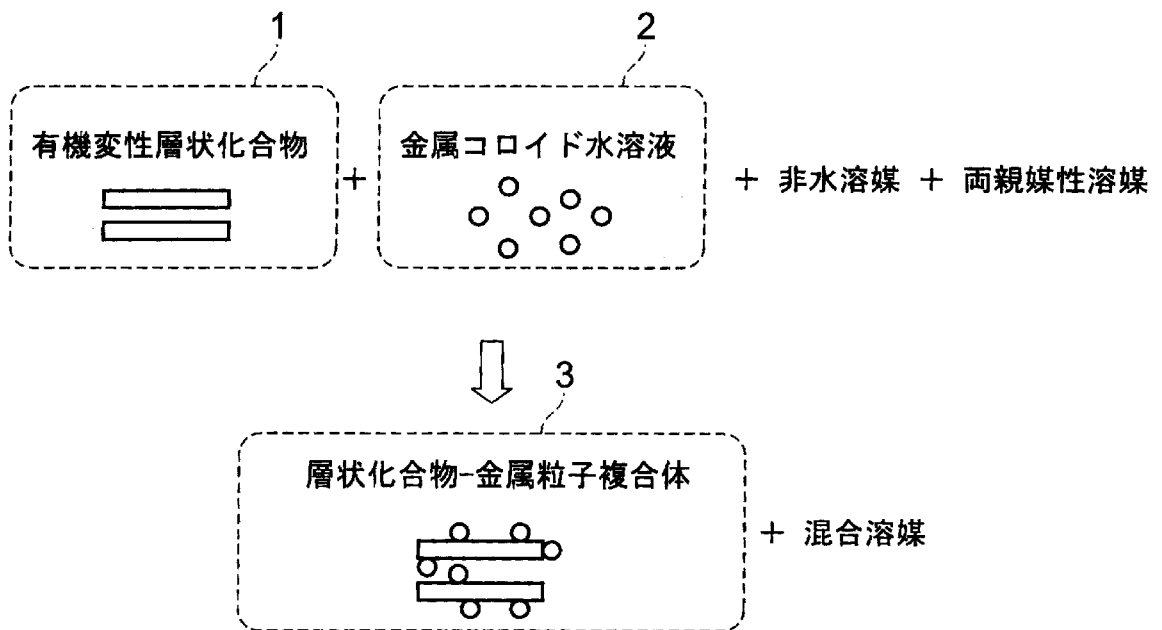 1
2
有機変性層状化合物
+
金属コロイド水溶液
+ 非水溶媒 + 両親媒性溶媒
3
層状化合物-金属粒子複合体
+ 混合溶媒